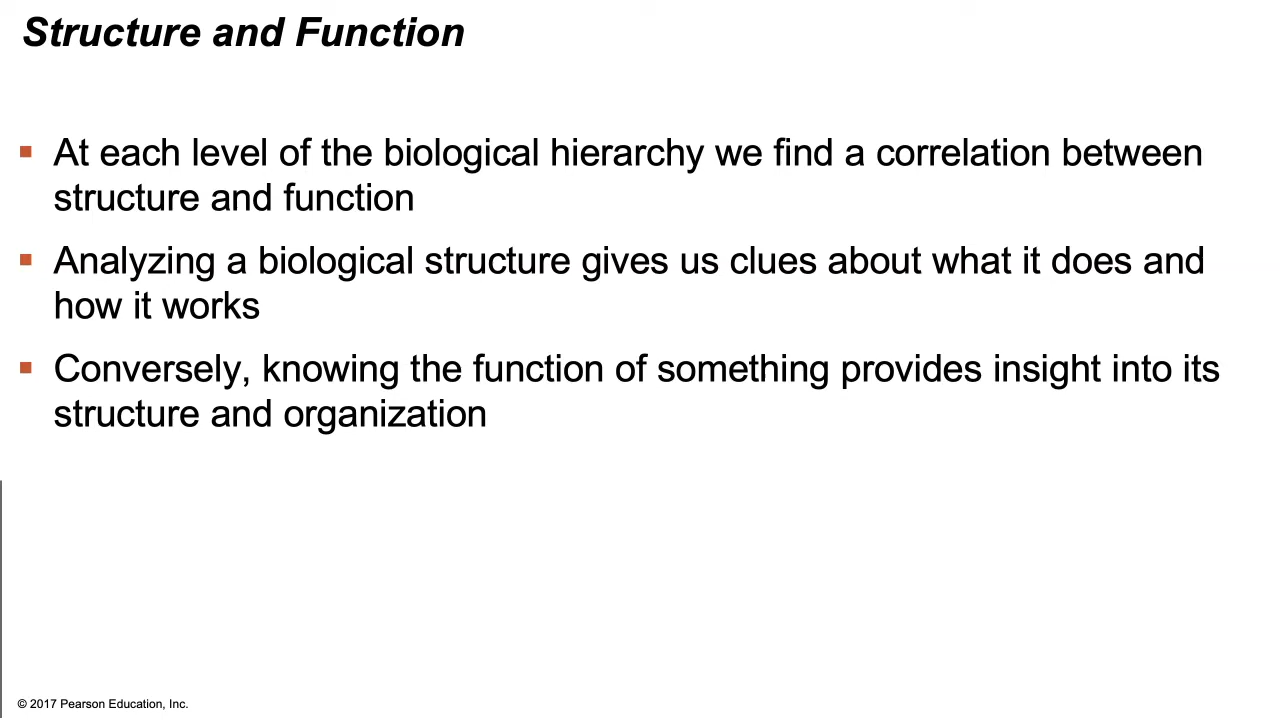 Structure and Function
▪ At each level of the biological hierarchy we find a correlation between
structure and function
▪ Analyzing a biological structure gives us clues about what it does and
how it works
▪ Conversely, knowing the function of something provides insight into its
structure and organization
© 2017 Pearson Education, Inc.